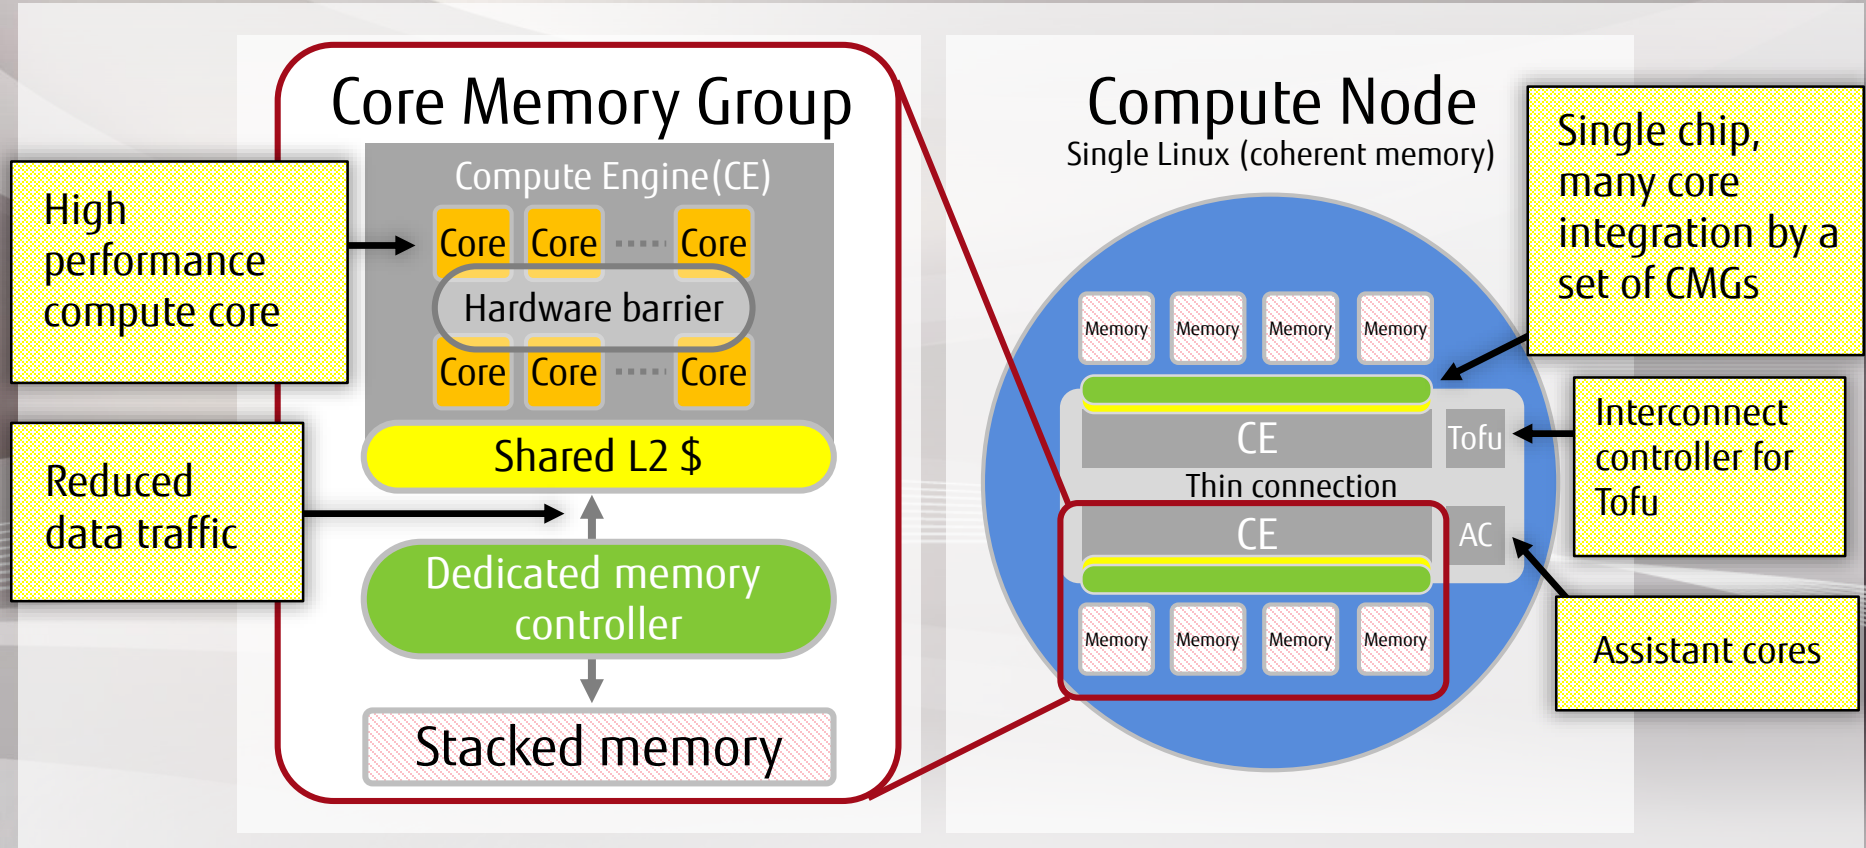 Core Memory Group
Compute Engine(CE)
High
performance
compute core
Core Core Core
Hardware barrier
Core Core Core
Shared L2 $
Reduced
data traffic
Dedicated memory
controller
Stacked memory
Compute Node
Single Linux (coherent memory)
Single chip,
many core
integration by a
set of CMGs
Memory Memory Memory Memory
CE
Tofu
Interconnect
controller for
Tofu
Thin connection
CE
AC
Memory Memory Memory Memory
Assistant cores